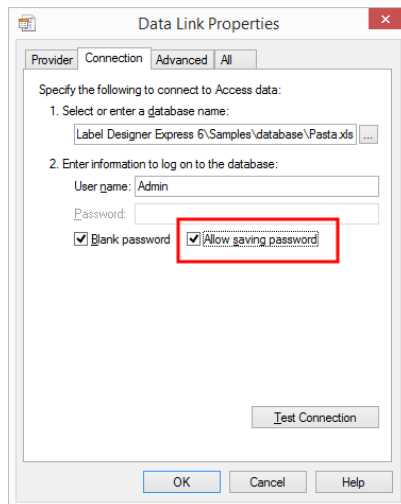 Data Link Properties
Provider Connection Advanced All
Specify the following to connect to Access data:
1. Select or enter a database name:
Label Designer Express 6\Samples\database\Pasta.xls ...
2. Enter information to log on to the database:
User name: Admin
Password:
Blank password Allow saving password
Test Connection
OK Cancel Help